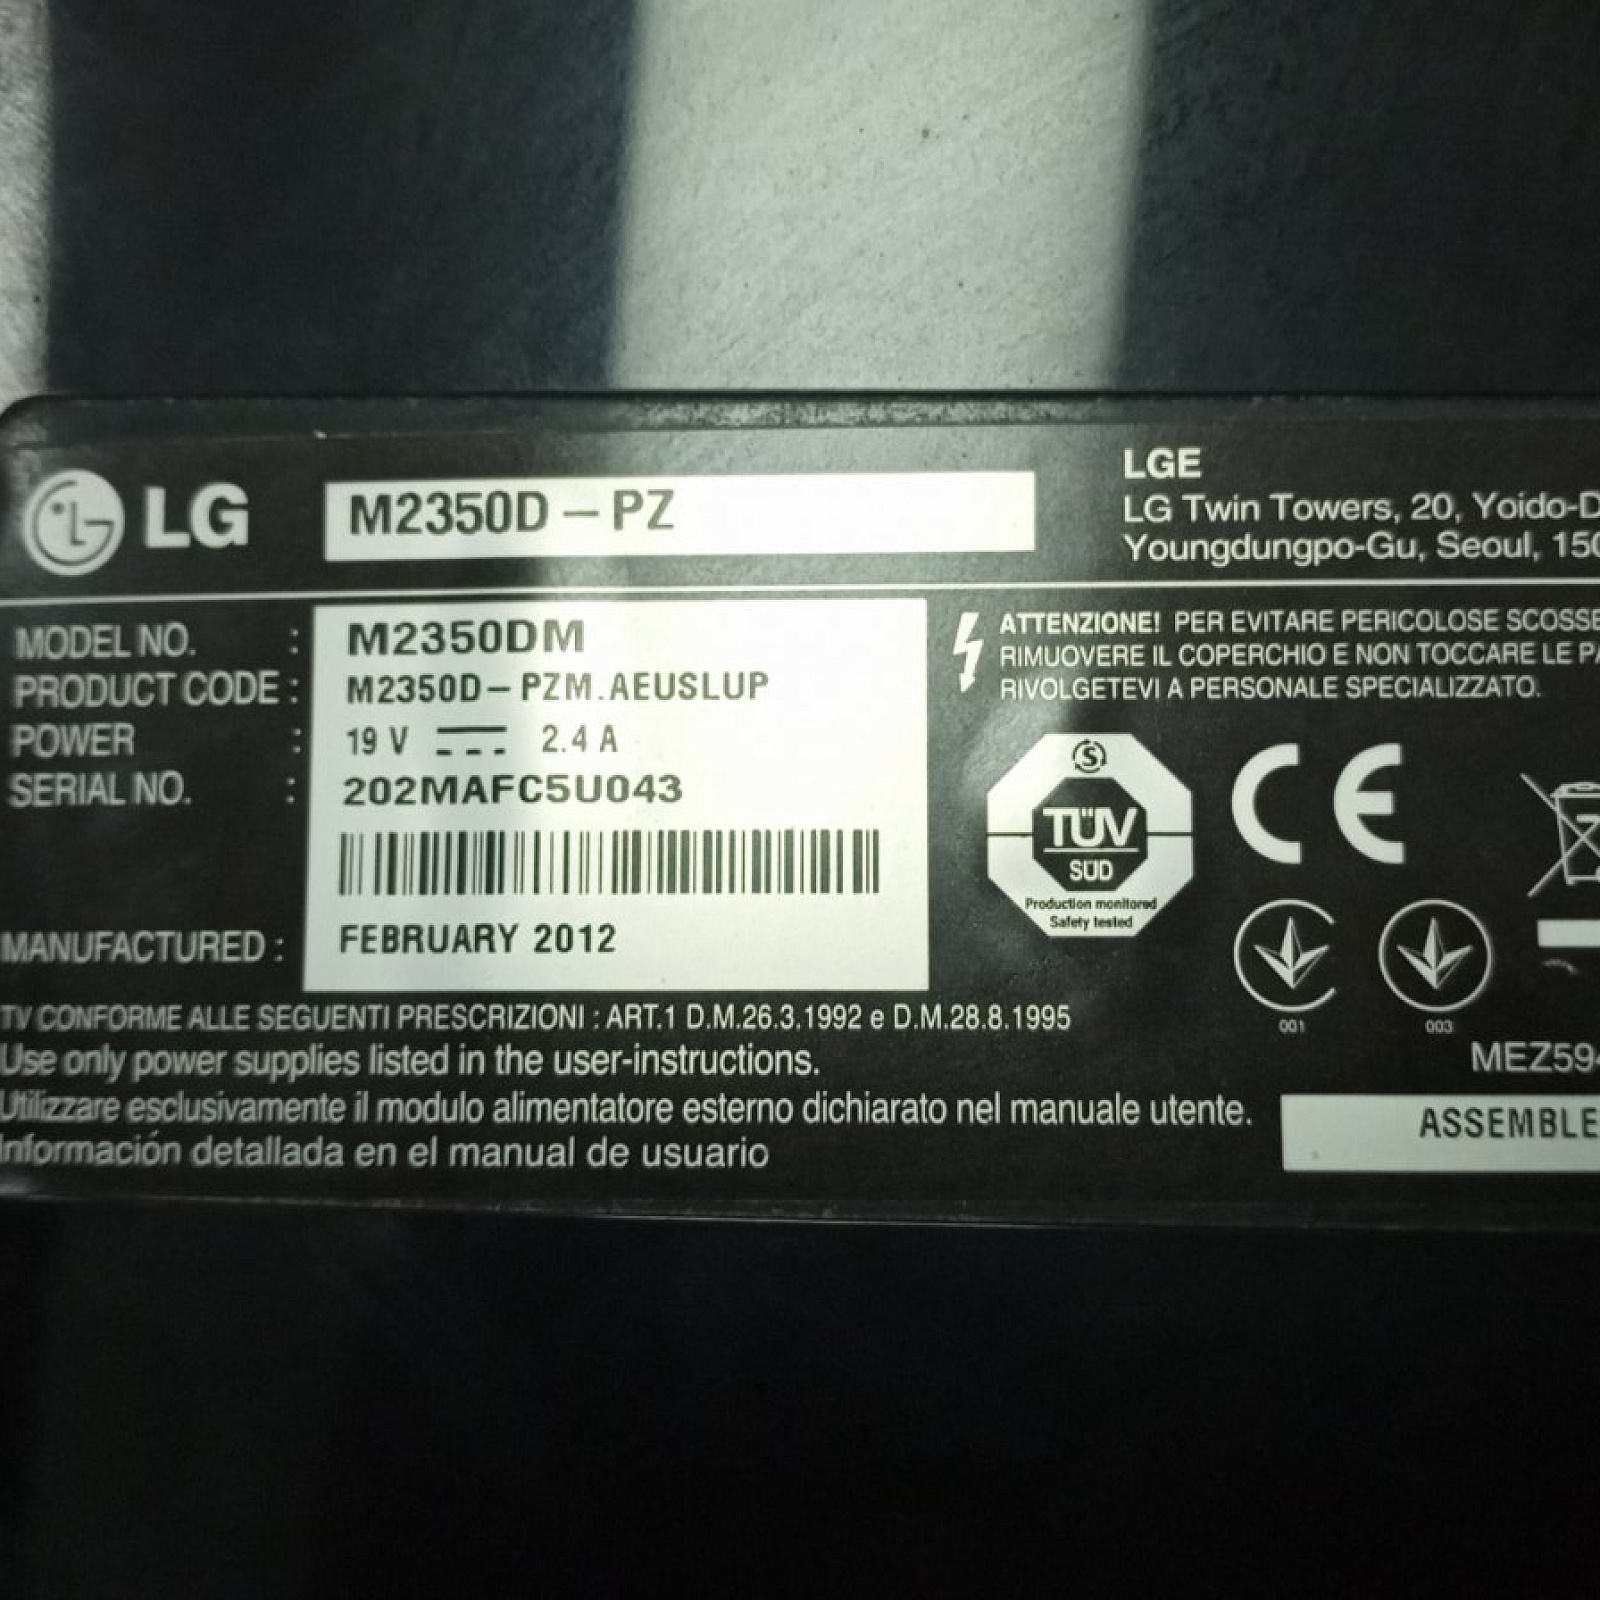 LG M2350D-PZ
LGE
LG Twin Towers, 20, Yoido-D
Youngdungpo-Gu, Seoul, 150
MODEL NO. : M2350DM
PRODUCT CODE : M2350D-PZM.AEUSLUP
POWER : 19 V 2.4 A
SERIAL NO. : 202MAFC5U043
MANUFACTURED : FEBRUARY 2012
ATTENZIONE! PER EVITARE PERICOLOSE SCOSSE
RIMUOVERE IL COPERCHIO E NON TOCCARE LE PA
RIVOLGETEVI A PERSONALE SPECIALIZZATO.
S
TÜV
SÜD
Production monitored
Safety tested
CE
001
003
TV CONFORME ALLE SEGUENTI PRESCRIZIONI : ART.1 D.M.26.3.1992 e D.M.28.8.1995
Use only power supplies listed in the user-instructions.
Utilizzare esclusivamente il modulo alimentatore esterno dichiarato nel manuale utente.
Información detallada en el manual de usuario
MEZ594
ASSEMBLE